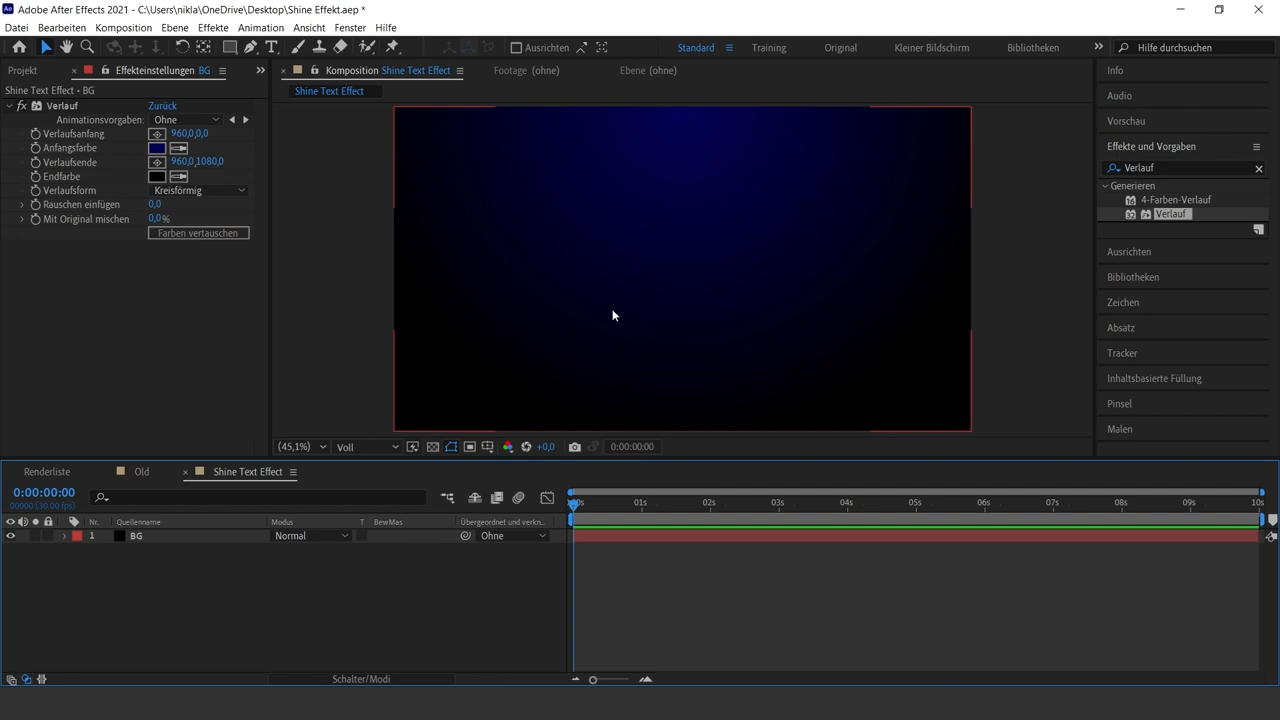 Adobe After Effects 2021 - C:\Users\nikla\OneDrive\Desktop\Shine Effekt.aep *
Datei Bearbeiten Komposition Ebene Effekte Animation Ansicht Fenster Hilfe
Ausrichten Standard Training Original Kleiner Bildschirm Bibliotheken Hilfe durchsuchen
Projekt Effekteinstellungen BG
Shine Text Effect • BG
fx Verlauf Zurück
Animationsvorgaben: Ohne
Verlaufsanfang 960,0,0,0
Anfangsfarbe
Verlaufsende 960,0,1080,0
Endfarbe
Verlaufsform Kreisförmig
Rauschen einfügen 0,0
Mit Original mischen 0,0 %
Farben vertauschen
Komposition Shine Text Effect Footage (ohne) Ebene (ohne)
Shine Text Effect
(45,1%) Voll +0,0 0:00:00:00
Info
Audio
Vorschau
Effekte und Vorgaben
Verlauf
Generieren
4-Farben-Verlauf
Verlauf
Ausrichten
Bibliotheken
Zeichen
Absatz
Tracker
Inhaltsbasierte Füllung
Pinsel
Malen
Renderliste Old Shine Text Effect
0:00:00:00
00000 (30.00 fps)
01s 02s 03s 04s 05s 06s 07s 08s 09s 10s
Nr. Quellenname Modus T BewMas Übergeordnet und verkn...
1 BG Normal Ohne
Schalter/Modi